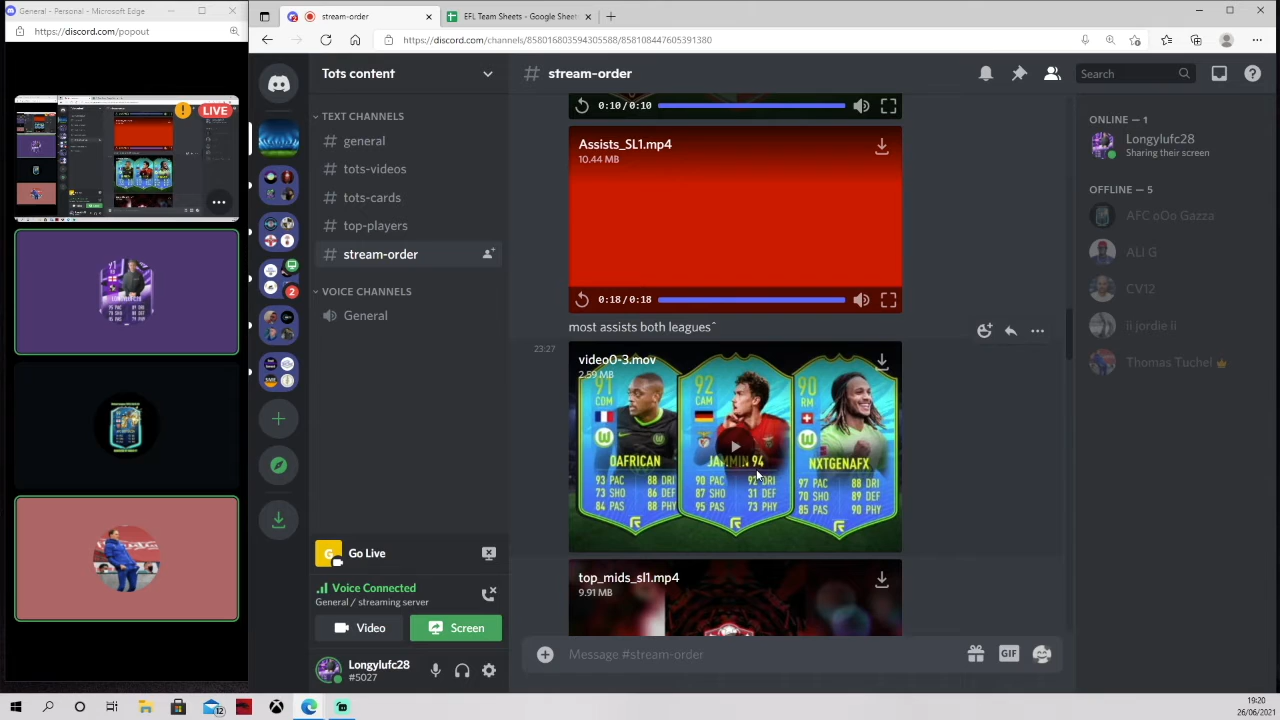 General - Personal - Microsoft Edge
https://discord.com/popout
LIVE
stream-order
EFL Team Sheets - Google Sheets
https://discord.com/channels/858016803594305588/858108447605391380
Tots content
stream-order
Search
TEXT CHANNELS
general
tots-videos
tots-cards
top-players
stream-order
VOICE CHANNELS
General
2
0:10 / 0:10
Assists_SL1.mp4
10.44 MB
0:18 / 0:18
most assists both leagues^
23:27
video0-3.mov
2.59 MB
91
CDM
OAFRICAN
93 PAC 88 DRI
73 SHO 86 DEF
84 PAS 88 PHY
92
CAM
JAMMIN 94
90 PAC 92 DRI
87 SHO 31 DEF
95 PAS 73 PHY
90
RM
NXTGENAFX
97 PAC 88 DRI
70 SHO 89 DEF
85 PAS 90 PHY
top_mids_sl1.mp4
9.91 MB
Message #stream-order
GIF
ONLINE — 1
Longylufc28
Sharing their screen
OFFLINE — 5
AFC oOo Gazza
ALI G
CV12
ii jordie ii
Thomas Tuchel
G
Go Live
Voice Connected
General / streaming server
Video
Screen
Longylufc28
#5027
12
19:20
26/06/2021